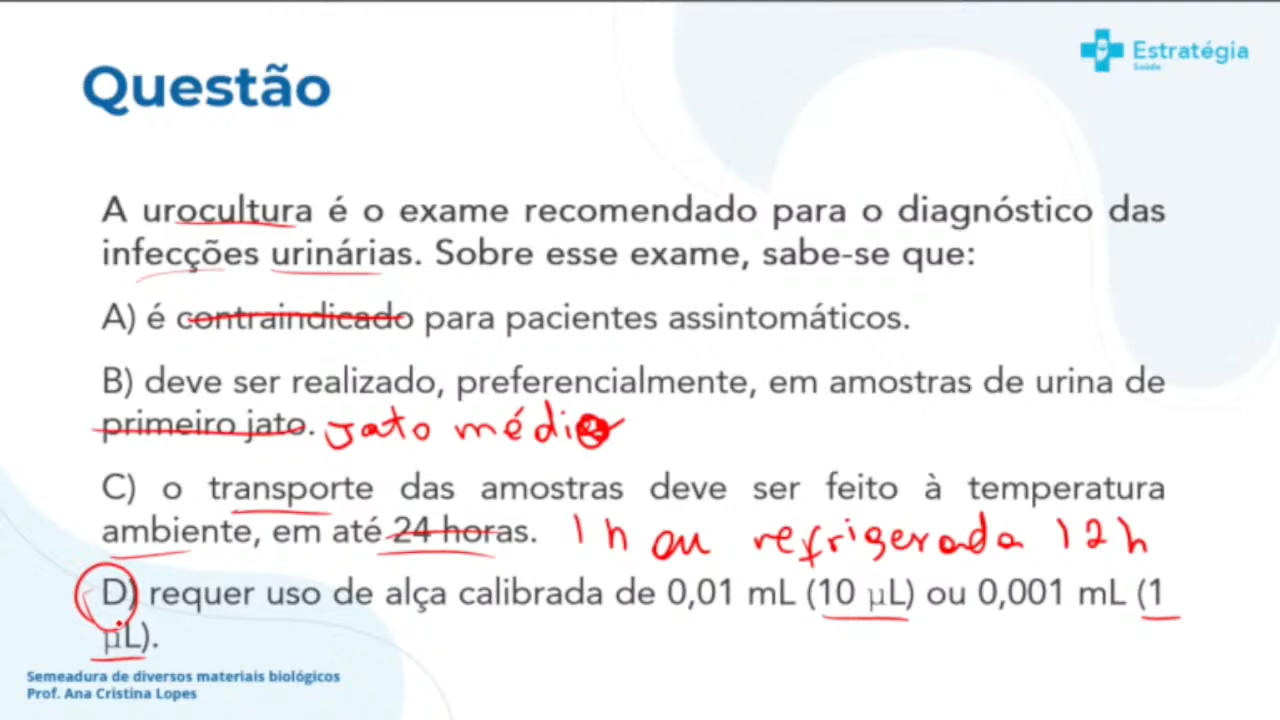 Estratégia
Saúde
Questão
A urocultura é o exame recomendado para o diagnóstico das
infecções urinárias. Sobre esse exame, sabe-se que:
A) é contraindicado para pacientes assintomáticos.
B) deve ser realizado, preferencialmente, em amostras de urina de
primeiro jato. Jato médio
C) o transporte das amostras deve ser feito à temperatura
ambiente, em até 24 horas. 1h ou refrigerada 12h
D) requer uso de alça calibrada de 0,01 mL (10 µL) ou 0,001 mL (1
µL).
Semeadura de diversos materiais biológicos
Prof. Ana Cristina Lopes